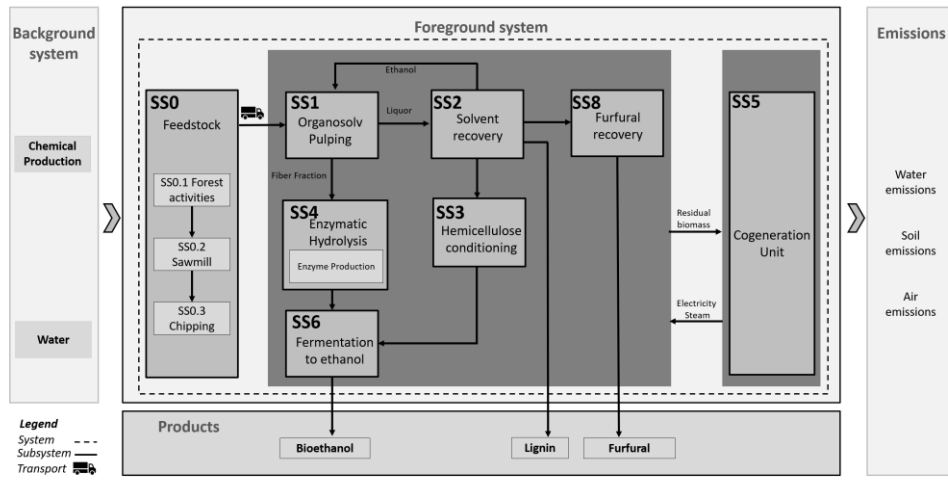 Background
system
Chemical
Production
Water
Foreground system
SS0
Feedstock
SS0.1 Forest
activities
SS0.2
Sawmill
SS0.3
Chipping
Ethanol
SS1
Organosolv
Pulping
Liquor
SS2
Solvent
recovery
SS8
Furfural
recovery
Fiber Fraction
SS4
Enzymatic
Hydrolysis
Enzyme Production
SS3
Hemicellulose
conditioning
SS6
Fermentation
to ethanol
Residual
biomass
Electricity
Steam
SS5
Cogeneration
Unit
Emissions
Water
emissions
Soil
emissions
Air
emissions
Products
Bioethanol
Lignin
Furfural
Legend
System
Subsystem
Transport